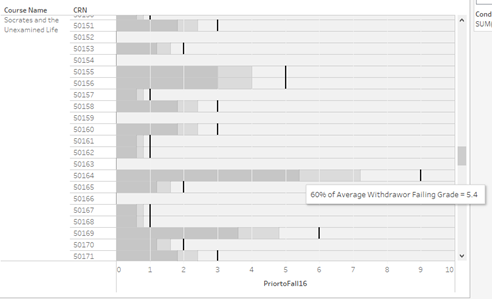 Course Name CRN
Socrates and the
Unexamined Life
50151
50152
50153
50154
50155
50156
50157
50158
50159
50160
50161
50162
50163
50164
50165
50166
50167
50168
50169
50170
50171
60% of Average Withdrawor Failing Grade = 5.4
0 1 2 3 4 5 6 7 8 9 10
PriortoFall16
Cond
SUM(